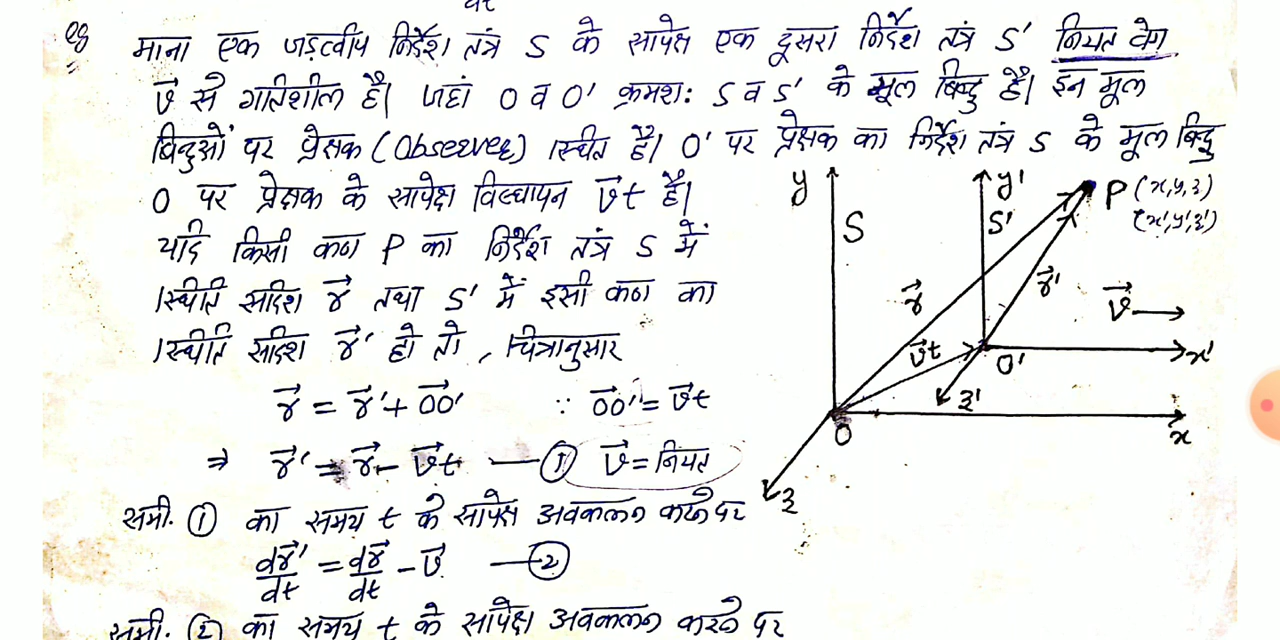 dt
eg माना एक जड़त्वीय निर्देश तंत्र S के सापेक्ष एक दूसरा निर्देश तंत्र S' नियत वेग
v⃗ से गतिशील है। जहां O व O' क्रमशः S व S' के मूल बिन्दु है। इन मूल
बिन्दुओं पर प्रेक्षक (Observer) स्थित है। O' पर प्रेक्षक का निर्देश तंत्र S के मूल बिन्दु
O पर प्रेक्षक के सापेक्ष विस्थापन v⃗t है।
यदि किसी कण P का निर्देश तंत्र S में
स्थिति सदिश r⃗ तथा S' में इसी कण का
स्थिति सदिश r⃗' हो तो, चित्रानुसार
r⃗ = r⃗' + OO⃗' ∵ OO⃗' = v⃗t
⇒ r⃗' = r⃗ - v⃗t — ① v⃗ = नियत
समी. ① का समय t के सापेक्ष अवकलन करने पर
dr⃗'/dt = dr⃗/dt - v⃗ — ②
समी. ② का समय t के सापेक्ष अवकलन करने पर
y y' P (x,y,z)
S S' (x',y',z')
r⃗ r⃗' v⃗
v⃗t O' x'
z'
O x
z